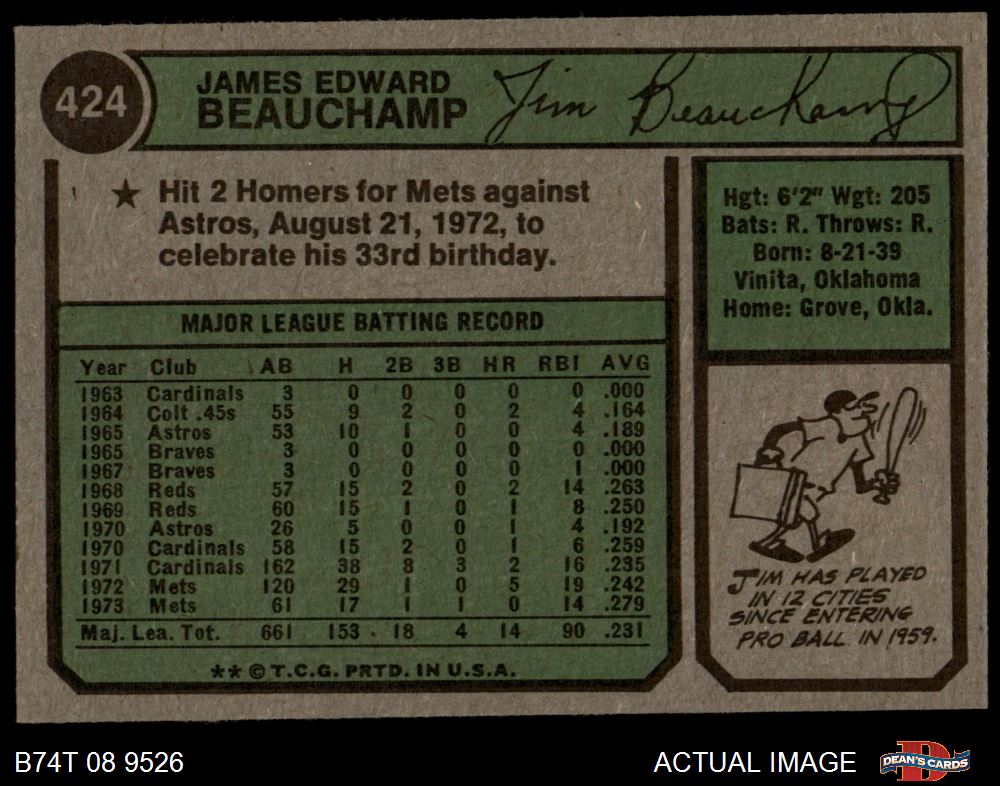 424
JAMES EDWARD
BEAUCHAMP
Jim Beauchamp
★ Hit 2 Homers for Mets against
Astros, August 21, 1972, to
celebrate his 33rd birthday.
Hgt: 6'2" Wgt: 205
Bats: R. Throws: R.
Born: 8-21-39
Vinita, Oklahoma
Home: Grove, Okla.
MAJOR LEAGUE BATTING RECORD
Year Club AB H 2B 3B HR RBI AVG
1963 Cardinals 3 0 0 0 0 0 .000
1964 Colt .45s 55 9 2 0 2 4 .164
1965 Astros 53 10 1 0 0 4 .189
1965 Braves 3 0 0 0 0 0 .000
1967 Braves 3 0 0 0 0 1 .000
1968 Reds 57 15 2 0 2 14 .263
1969 Reds 60 15 1 0 1 8 .250
1970 Astros 26 5 0 0 1 4 .192
1970 Cardinals 58 15 2 0 1 6 .259
1971 Cardinals 162 38 8 3 2 16 .235
1972 Mets 120 29 1 0 5 19 .242
1973 Mets 61 17 1 1 0 14 .279
Maj. Lea. Tot. 661 153 18 4 14 90 .231
** © T.C.G. PRTD. IN U.S.A.
JIM HAS PLAYED
IN 12 CITIES
SINCE ENTERING
PRO BALL IN 1959.
B74T 08 9526
ACTUAL IMAGE
DEAN'S CARDS